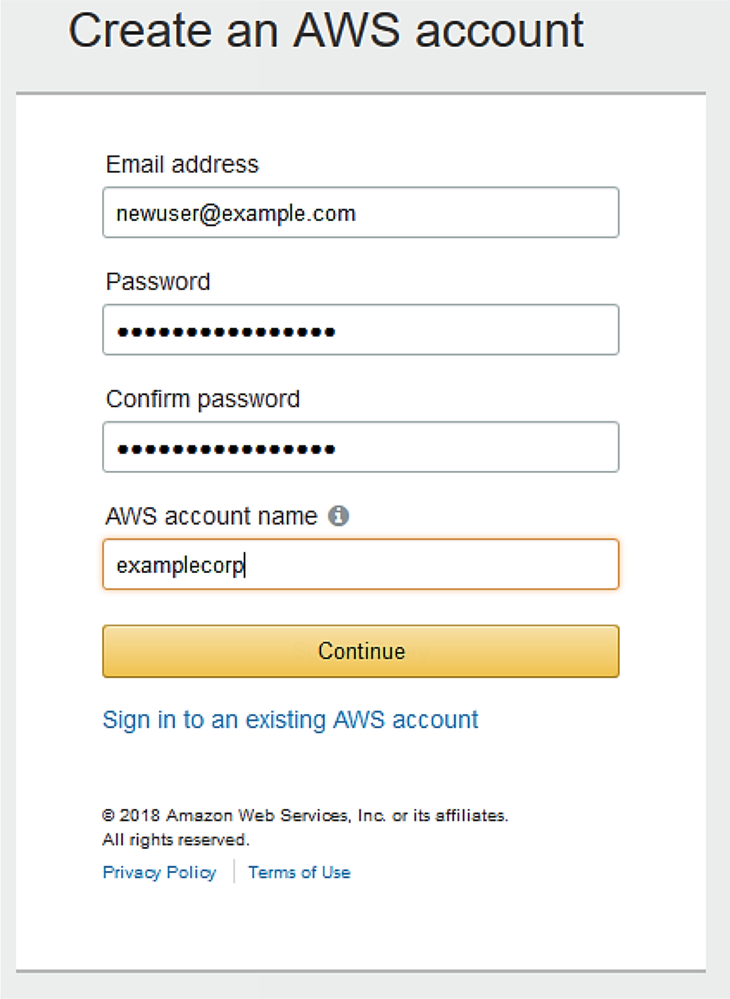 Create an AWS account
Email address
newuser@example.com
Password
••••••••••••••••
Confirm password
••••••••••••••••
AWS account name
examplecorp
Continue
Sign in to an existing AWS account
© 2018 Amazon Web Services, Inc. or its affiliates.
All rights reserved.
Privacy Policy | Terms of Use